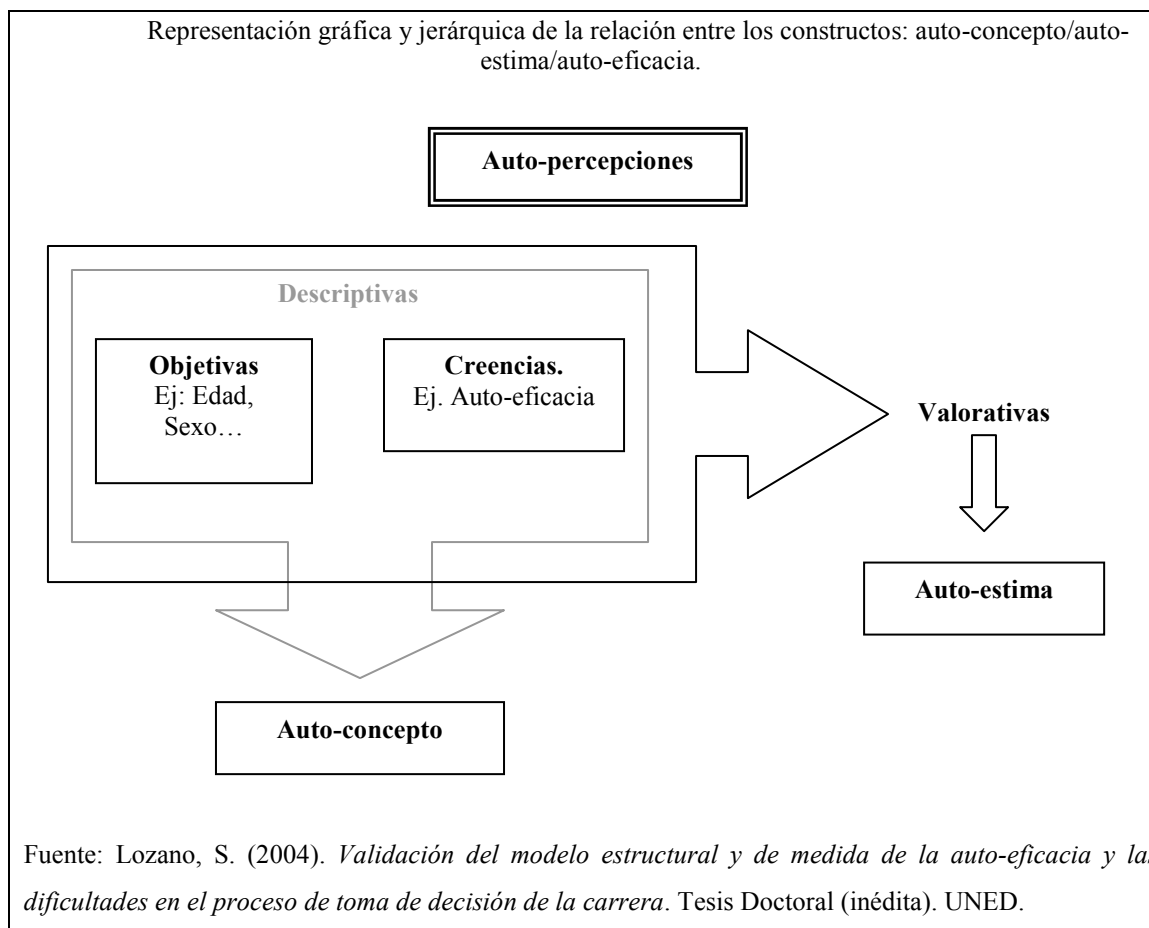 Representación gráfica y jerárquica de la relación entre los constructos: auto-concepto/auto-
estima/auto-eficacia.
Auto-percepciones
Descriptivas
Objetivas
Ej: Edad,
Sexo…
Creencias.
Ej. Auto-eficacia
Valorativas
Auto-estima
Auto-concepto
Fuente: Lozano, S. (2004). Validación del modelo estructural y de medida de la auto-eficacia y las
dificultades en el proceso de toma de decisión de la carrera. Tesis Doctoral (inédita). UNED.